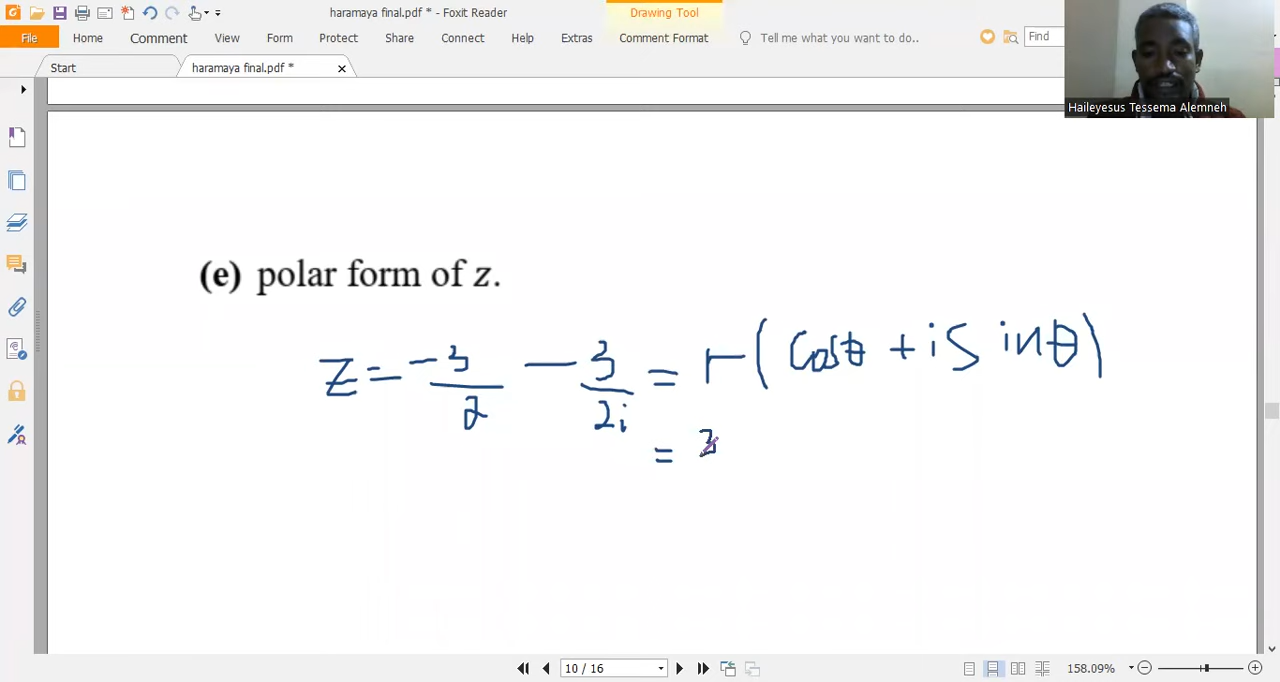 haramaya final.pdf * - Foxit Reader
Drawing Tool
File Home Comment View Form Protect Share Connect Help Extras Comment Format Tell me what you want to do.. Find
Start haramaya final.pdf *
Haileyesus Tessema Alemneh
(e) polar form of z.
z = -3/2 - 3/2i = r(cosθ + i sinθ)
= 3
10 / 16
158.09%